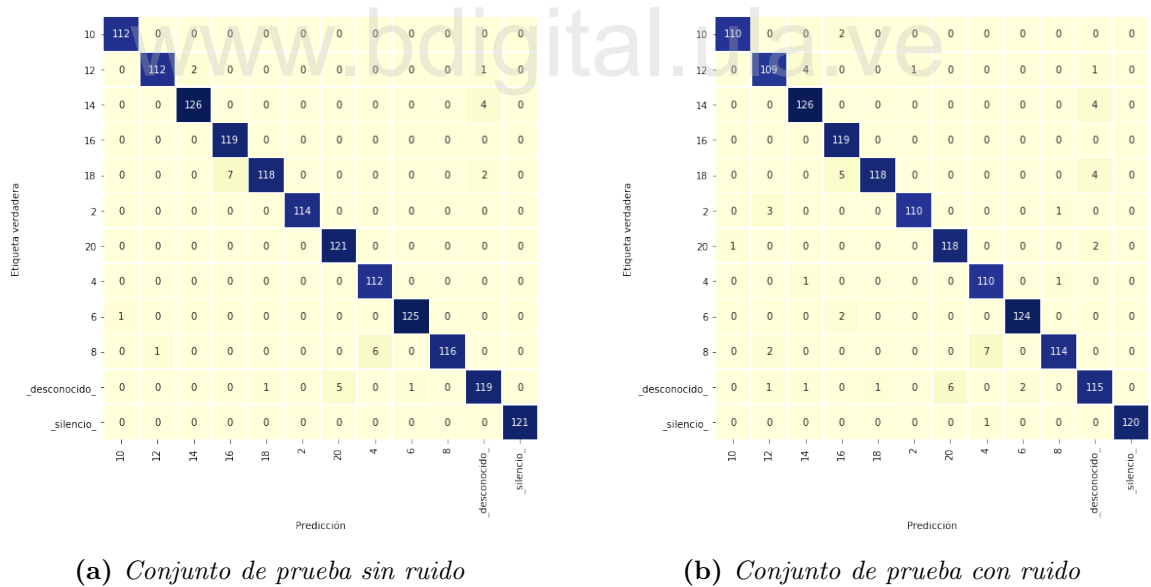 www.bdigital.ula.ve
10 112 0 0 0 0 0 0 0 0 0 0 0
12 0 112 2 0 0 0 0 0 0 0 1 0
14 0 0 126 0 0 0 0 0 0 0 4 0
16 0 0 0 119 0 0 0 0 0 0 0 0
18 0 0 0 7 118 0 0 0 0 0 2 0
2 0 0 0 0 0 114 0 0 0 0 0 0
20 0 0 0 0 0 0 121 0 0 0 0 0
4 0 0 0 0 0 0 0 112 0 0 0 0
6 1 0 0 0 0 0 0 0 125 0 0 0
8 0 1 0 0 0 0 0 6 0 116 0 0
_desconocido_ 0 0 0 0 1 0 5 0 1 0 119 0
_silencio_ 0 0 0 0 0 0 0 0 0 0 0 121
10 12 14 16 18 2 20 4 6 8 _desconocido_ _silencio_
Etiqueta verdadera
Predicción
(a) Conjunto de prueba sin ruido
10 110 0 0 2 0 0 0 0 0 0 0 0
12 0 109 4 0 0 1 0 0 0 0 1 0
14 0 0 126 0 0 0 0 0 0 0 4 0
16 0 0 0 119 0 0 0 0 0 0 0 0
18 0 0 0 5 118 0 0 0 0 0 4 0
2 0 3 0 0 0 110 0 0 0 1 0 0
20 1 0 0 0 0 0 118 0 0 0 2 0
4 0 0 1 0 0 0 0 110 0 1 0 0
6 0 0 0 2 0 0 0 0 124 0 0 0
8 0 2 0 0 0 0 0 7 0 114 0 0
_desconocido_ 0 1 1 0 1 0 6 0 2 0 115 0
_silencio_ 0 0 0 0 0 0 0 1 0 0 0 120
10 12 14 16 18 2 20 4 6 8 _desconocido_ _silencio_
Etiqueta verdadera
Predicción
(b) Conjunto de prueba con ruido